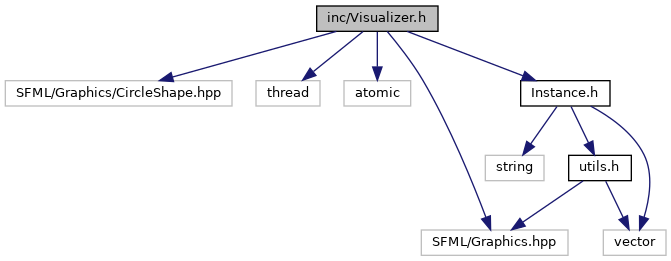 inc/Visualizer.h
SFML/Graphics/CircleShape.hpp
thread
atomic
Instance.h
string
utils.h
SFML/Graphics.hpp
vector